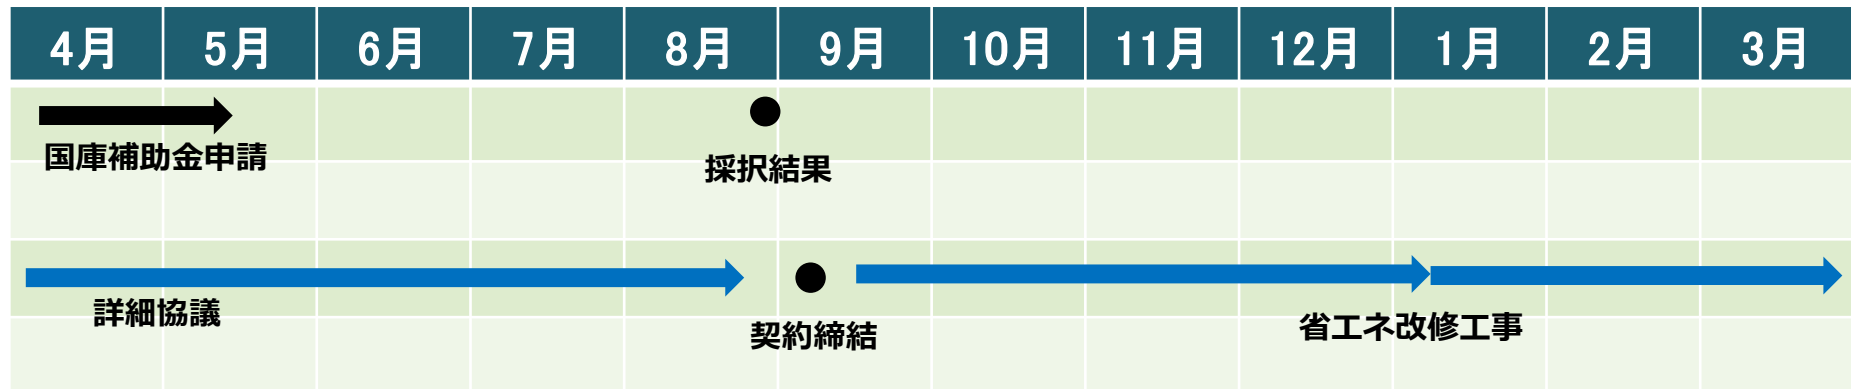 4月 5月 6月 7月 8月 9月 10月 11月 12月 1月 2月 3月
国庫補助金申請
採択結果
詳細協議
契約締結
省エネ改修工事